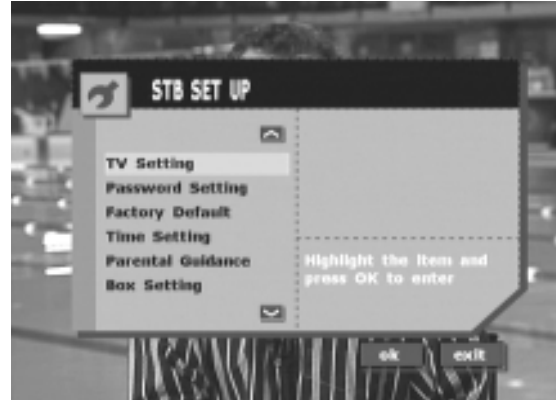 STB SET UP
TV Setting
Password Setting
Factory Default
Time Setting
Parental Guidance
Box Setting
Highlight the Item and
press OK to enter
ok
exit